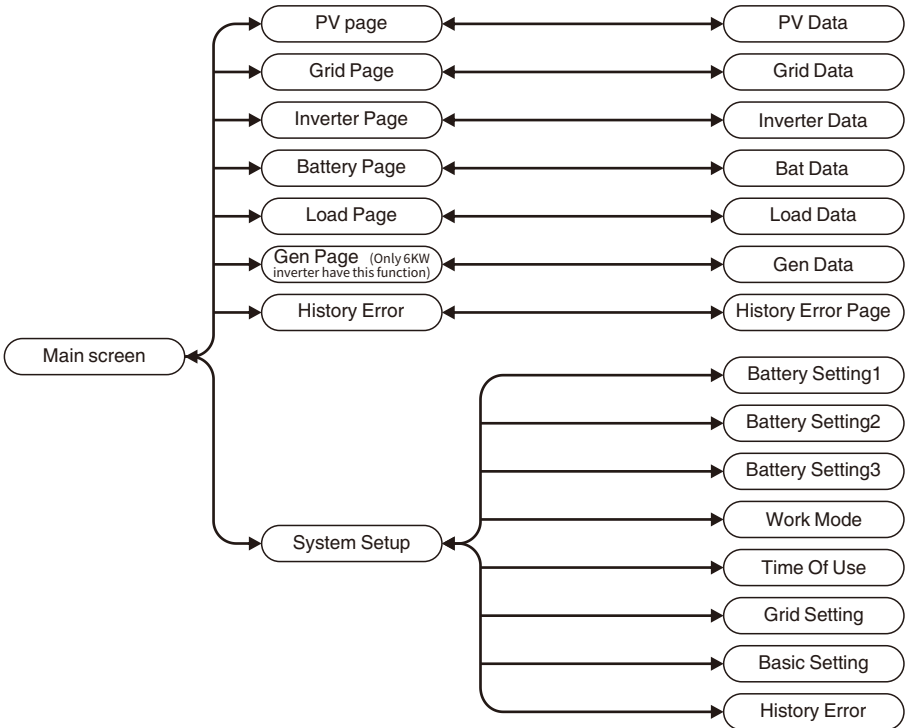 PV page
PV Data
Grid Page
Grid Data
Inverter Page
Inverter Data
Battery Page
Bat Data
Load Page
Load Data
Gen Page (Only 6KW
inverter have this function)
Gen Data
History Error
History Error Page
Main screen
Battery Setting1
Battery Setting2
Battery Setting3
Work Mode
System Setup
Time Of Use
Grid Setting
Basic Setting
History Error